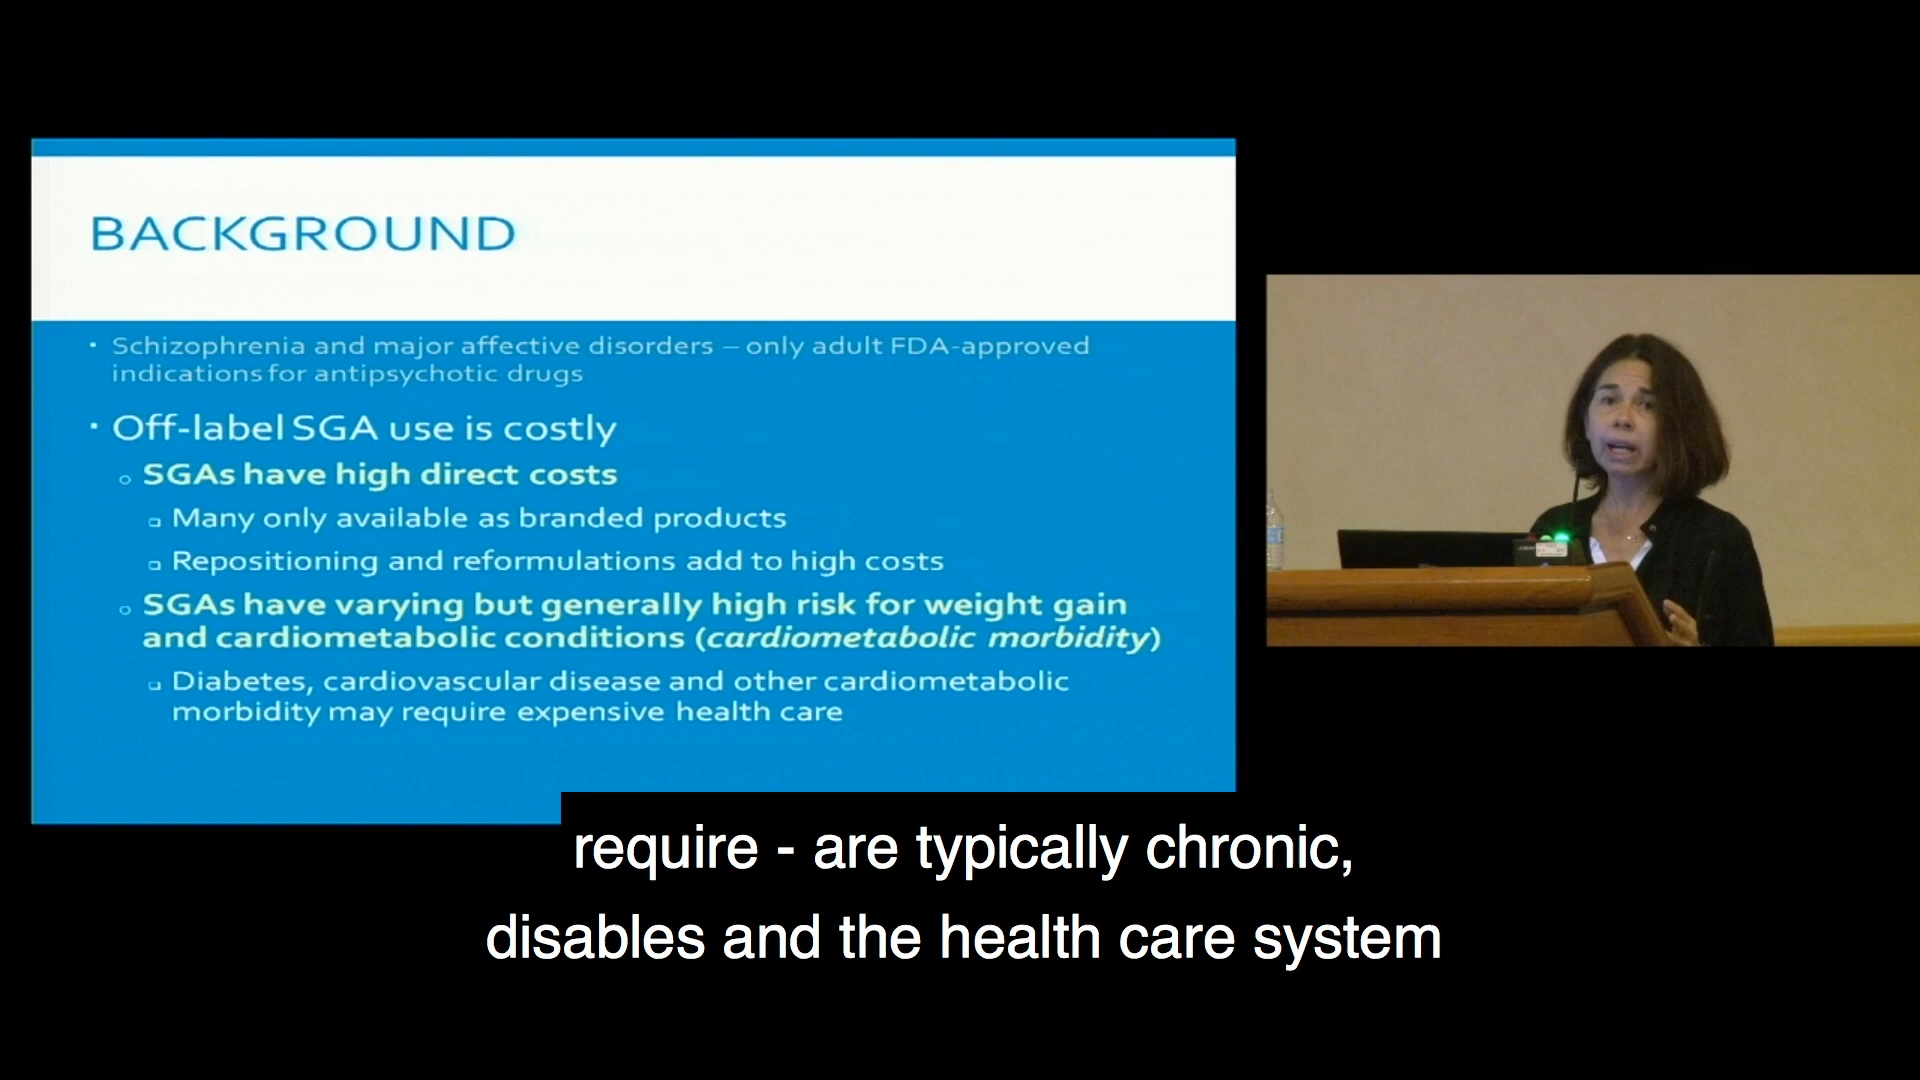 BACKGROUND
• Schizophrenia and major affective disorders – only adult FDA-approved
indications for antipsychotic drugs
• Off-label SGA use is costly
o SGAs have high direct costs
❑ Many only available as branded products
❑ Repositioning and reformulations add to high costs
o SGAs have varying but generally high risk for weight gain
and cardiometabolic conditions (cardiometabolic morbidity)
❑ Diabetes, cardiovascular disease and other cardiometabolic
morbidity may require expensive health care
require - are typically chronic,
disables and the health care system